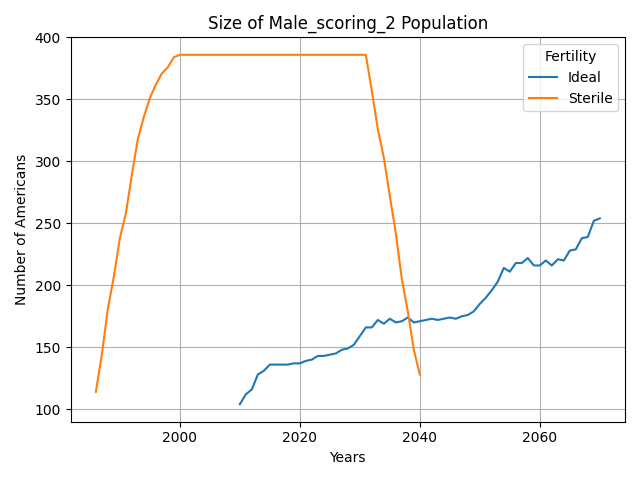 Size of Male_scoring_2 Population
Number of Americans
400
350
300
250
200
150
100
Fertility
Ideal
Sterile
2000
2020
2040
2060
Years